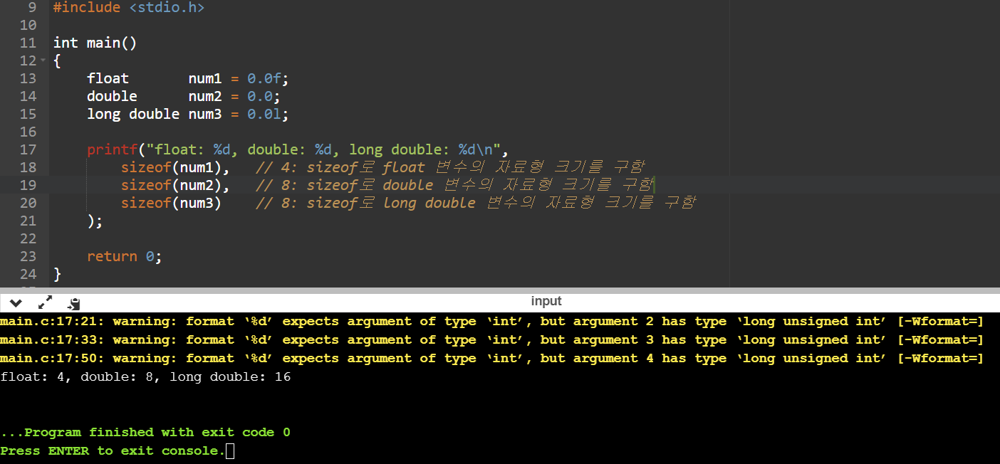 9 #include <stdio.h>
10
11 int main()
12 {
13 float num1 = 0.0f;
14 double num2 = 0.0;
15 long double num3 = 0.0l;
16
17 printf("float: %d, double: %d, long double: %d\n",
18 sizeof(num1), // 4: sizeof로 float 변수의 자료형 크기를 구함
19 sizeof(num2), // 8: sizeof로 double 변수의 자료형 크기를 구함
20 sizeof(num3) // 8: sizeof로 long double 변수의 자료형 크기를 구함
21 );
22
23 return 0;
24 }
input
main.c:17:21: warning: format ‘%d’ expects argument of type ‘int’, but argument 2 has type ‘long unsigned int’ [-Wformat=]
main.c:17:33: warning: format ‘%d’ expects argument of type ‘int’, but argument 3 has type ‘long unsigned int’ [-Wformat=]
main.c:17:50: warning: format ‘%d’ expects argument of type ‘int’, but argument 4 has type ‘long unsigned int’ [-Wformat=]
float: 4, double: 8, long double: 16
...Program finished with exit code 0
Press ENTER to exit console.